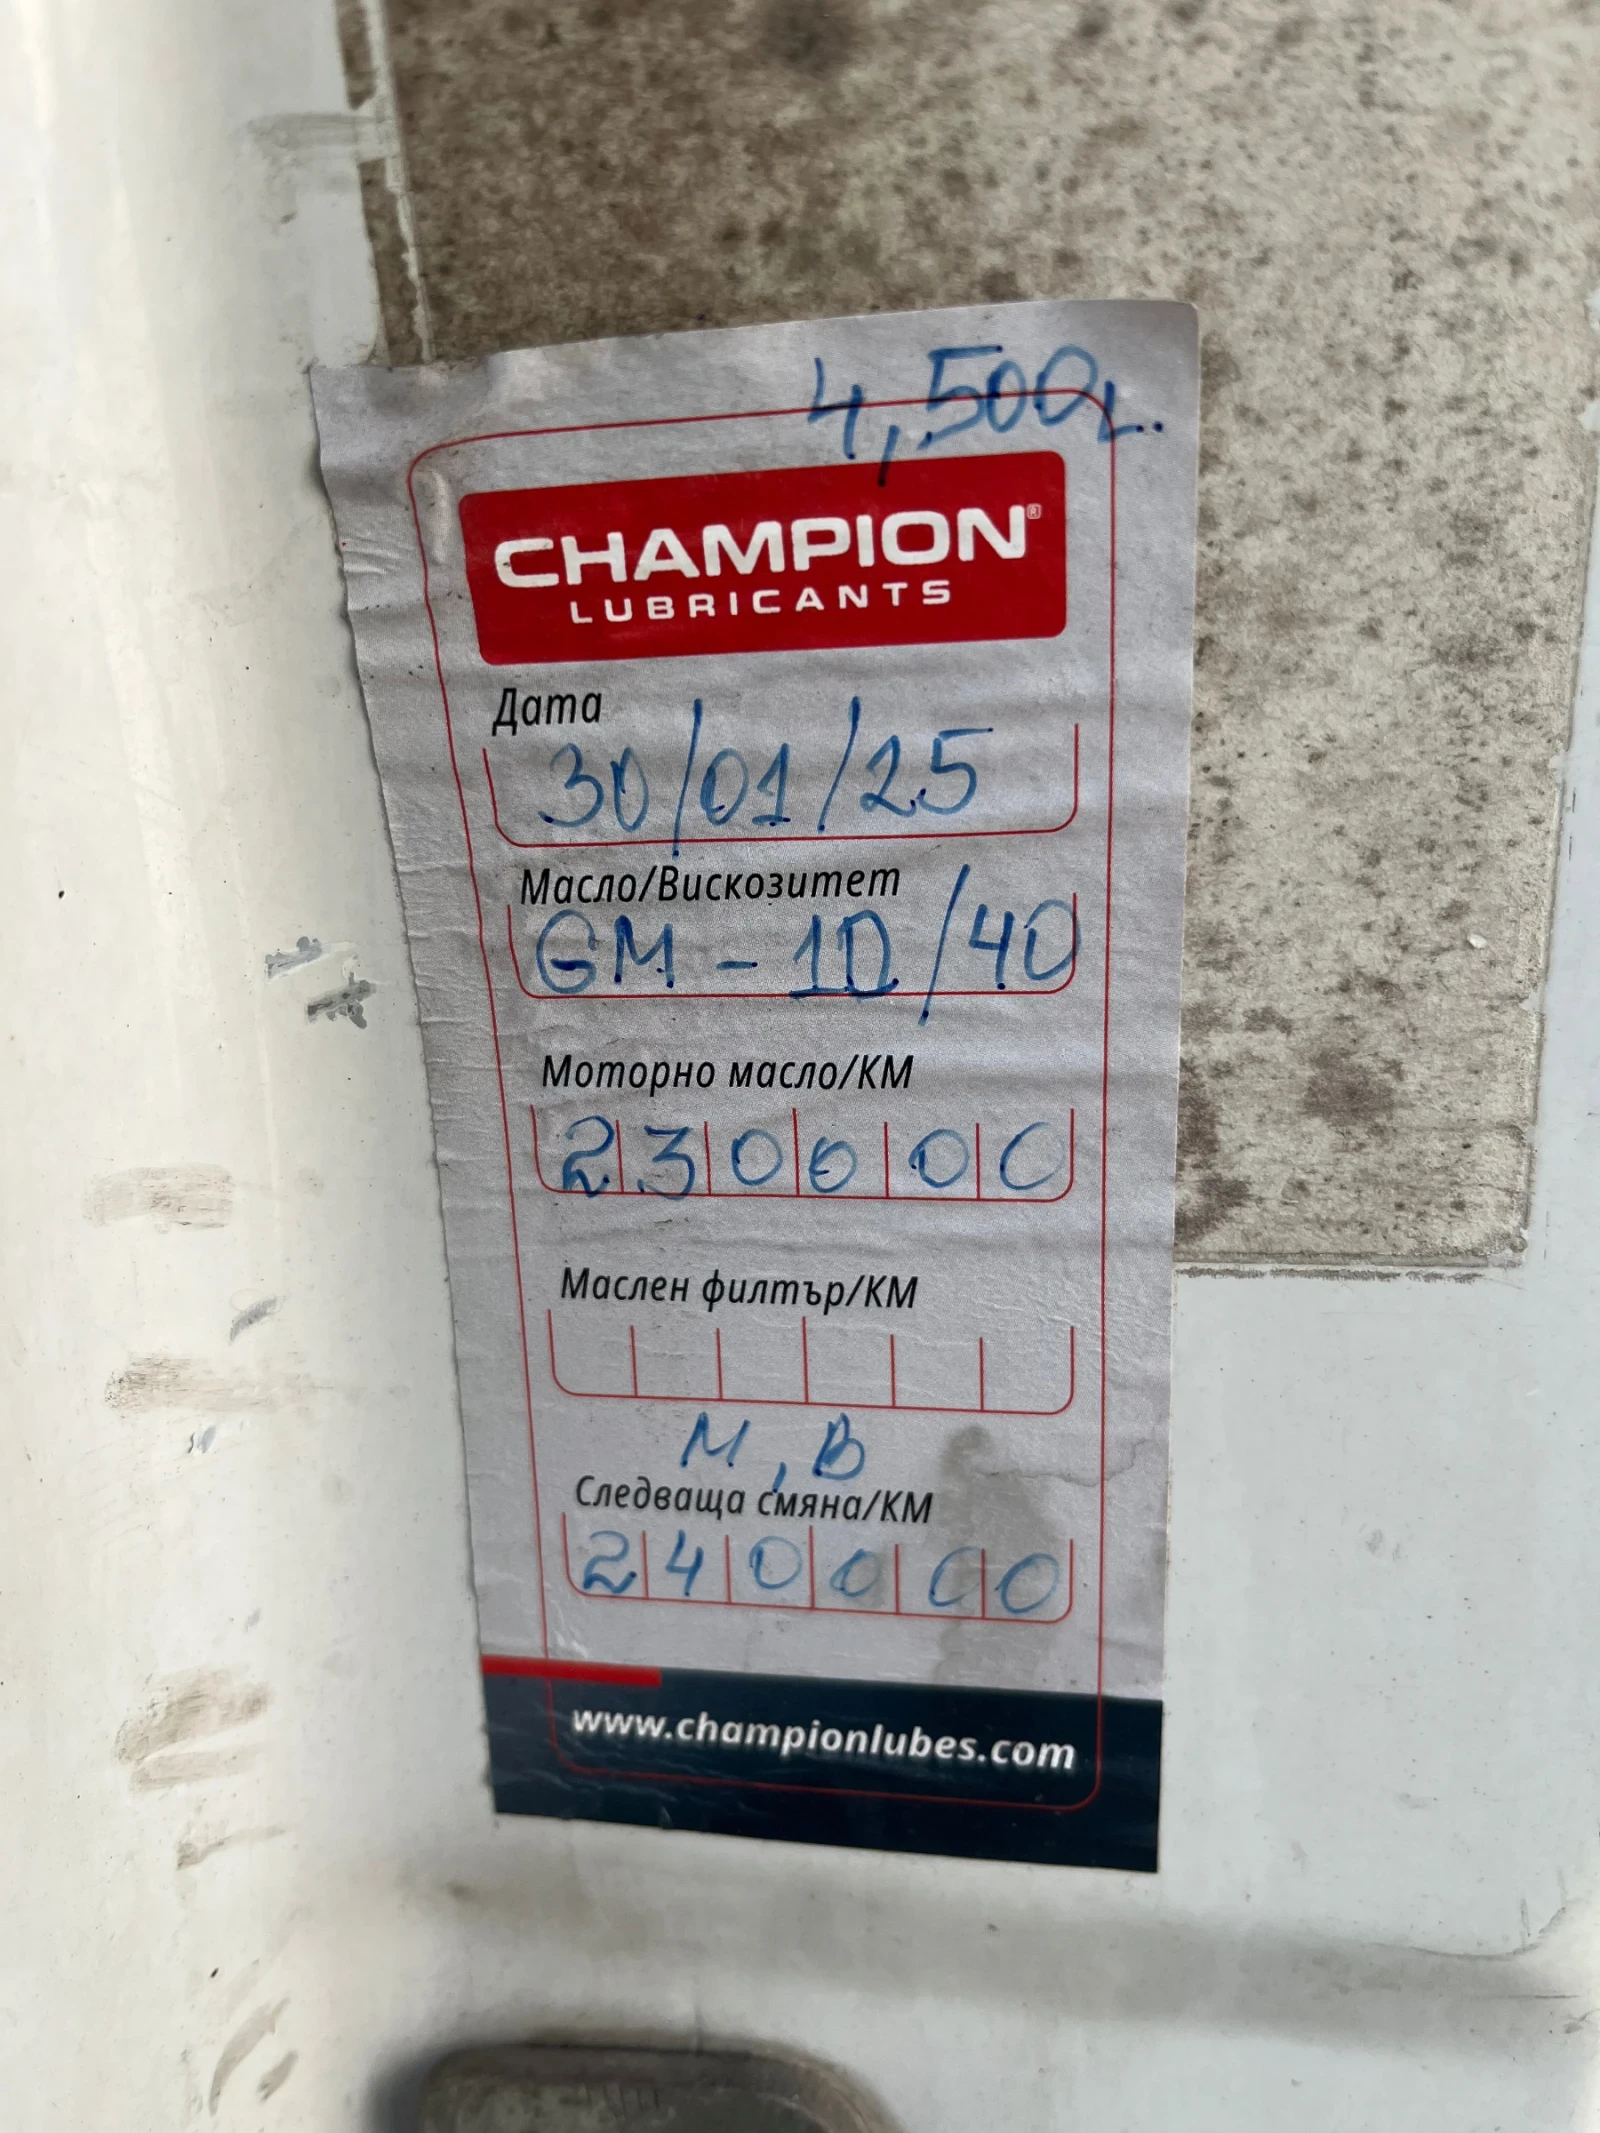 4,500L.
CHAMPION®
LUBRICANTS
Дата
30/01/25
Масло/Вискозитет
GM - 10/40
Моторно масло/КМ
230000
Маслен филтър/КМ
М, В
Следваща смяна/КМ
240000
www.championlubes.com